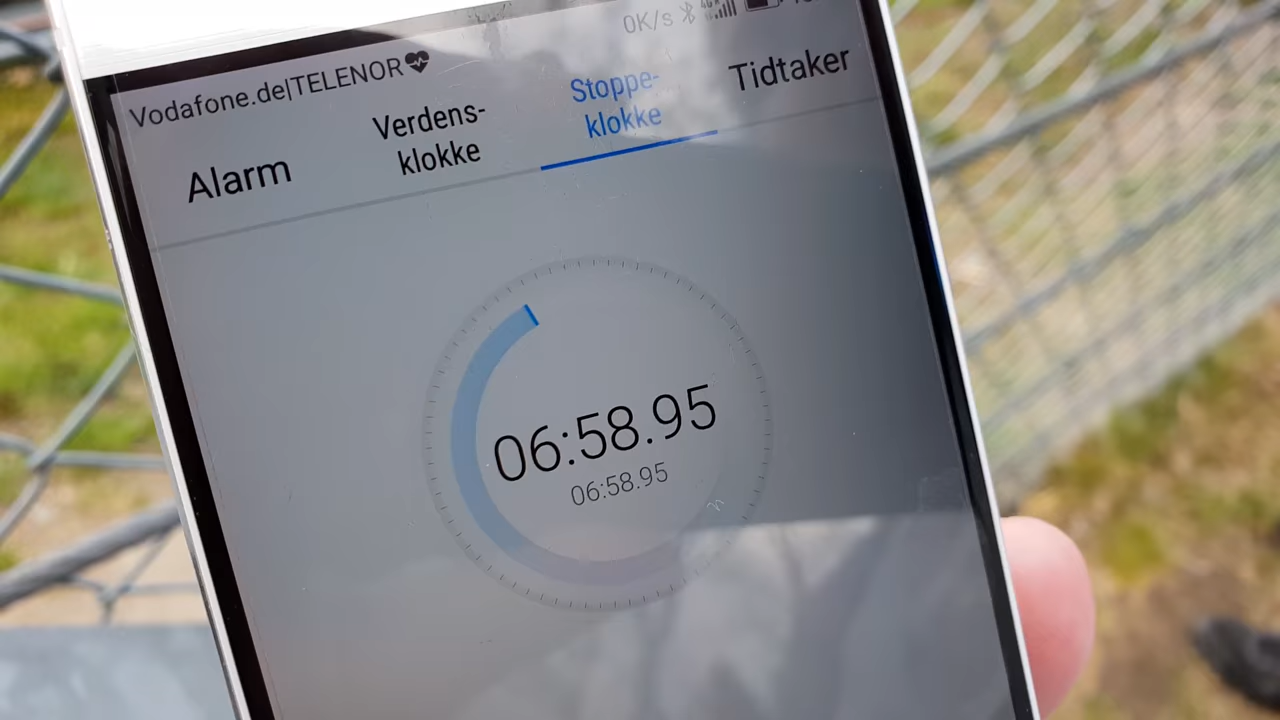 0K/s
Vodafone.de|TELENOR
Alarm
Verdens-
klokke
Stoppe-
klokke
Tidtaker
06:58.95
06:58.95